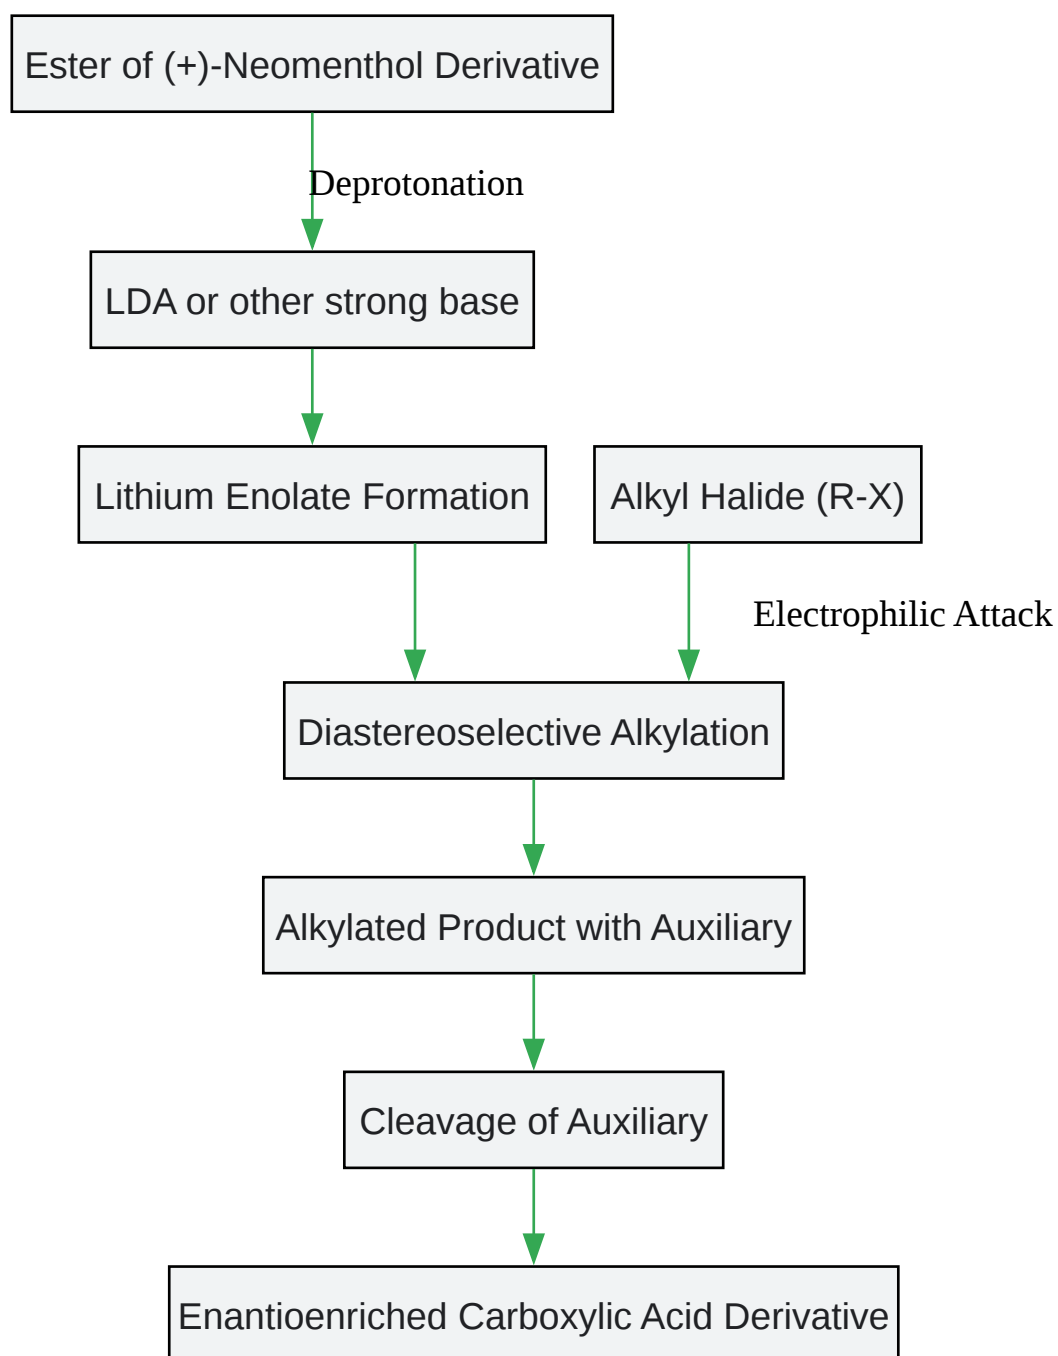 Ester of (+)-Neomenthol Derivative
Deprotonation
LDA or other strong base
Lithium Enolate Formation
Alkyl Halide (R-X)
Electrophilic Attack
Diastereoselective Alkylation
Alkylated Product with Auxiliary
Cleavage of Auxiliary
Enantioenriched Carboxylic Acid Derivative